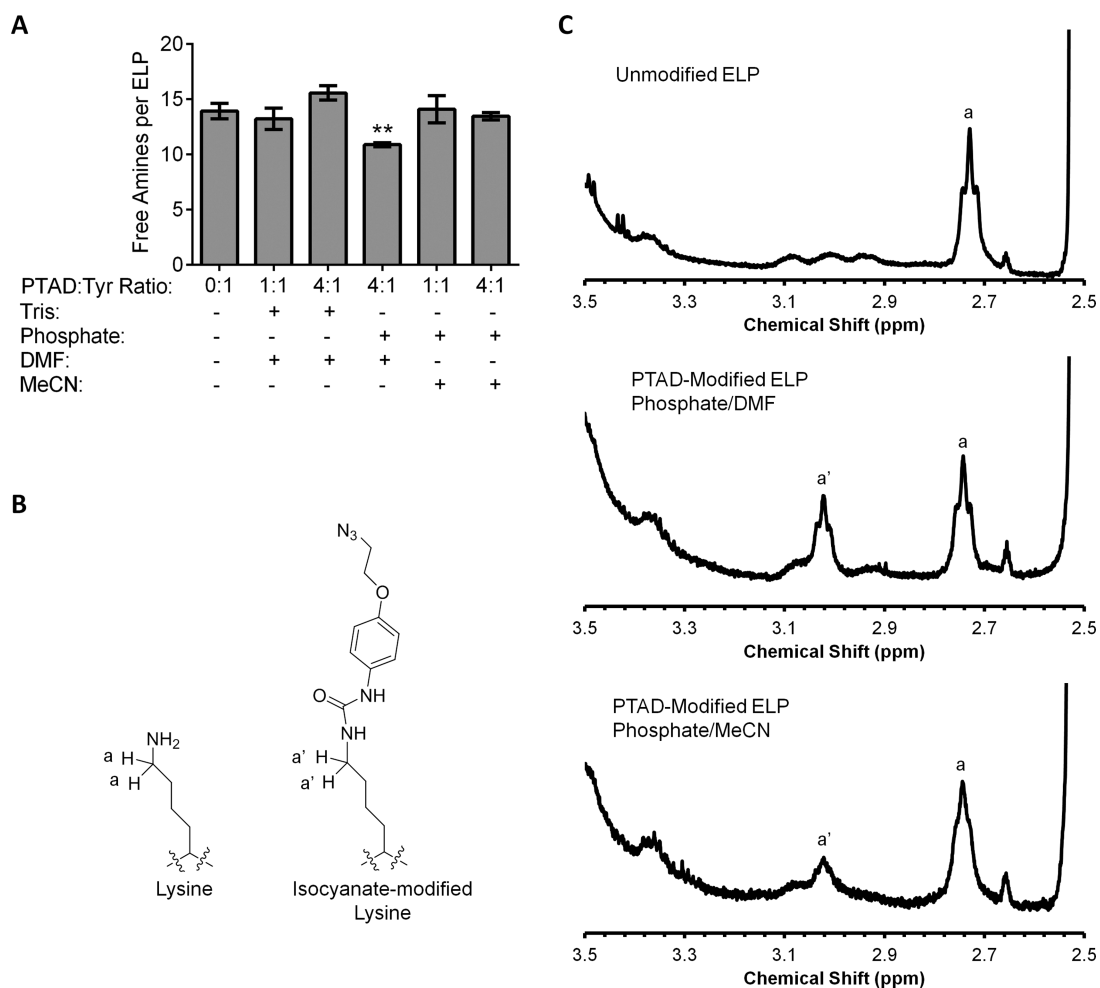 A
20
15
10
5
0
Free Amines per ELP
**
PTAD:Tyr Ratio: 0:1 1:1 4:1 4:1 1:1 4:1
Tris: - + + - - -
Phosphate: - - - + + +
DMF: - + + + - -
MeCN: - - - - + +
B
NH2
a H
a H
Lysine
N3
O
O
NH
NH
a' H
a' H
Isocyanate-modified
Lysine
C
Unmodified ELP
a
3.5 3.3 3.1 2.9 2.7 2.5
Chemical Shift (ppm)
PTAD-Modified ELP
Phosphate/DMF
a'
a
3.5 3.3 3.1 2.9 2.7 2.5
Chemical Shift (ppm)
PTAD-Modified ELP
Phosphate/MeCN
a'
a
3.5 3.3 3.1 2.9 2.7 2.5
Chemical Shift (ppm)